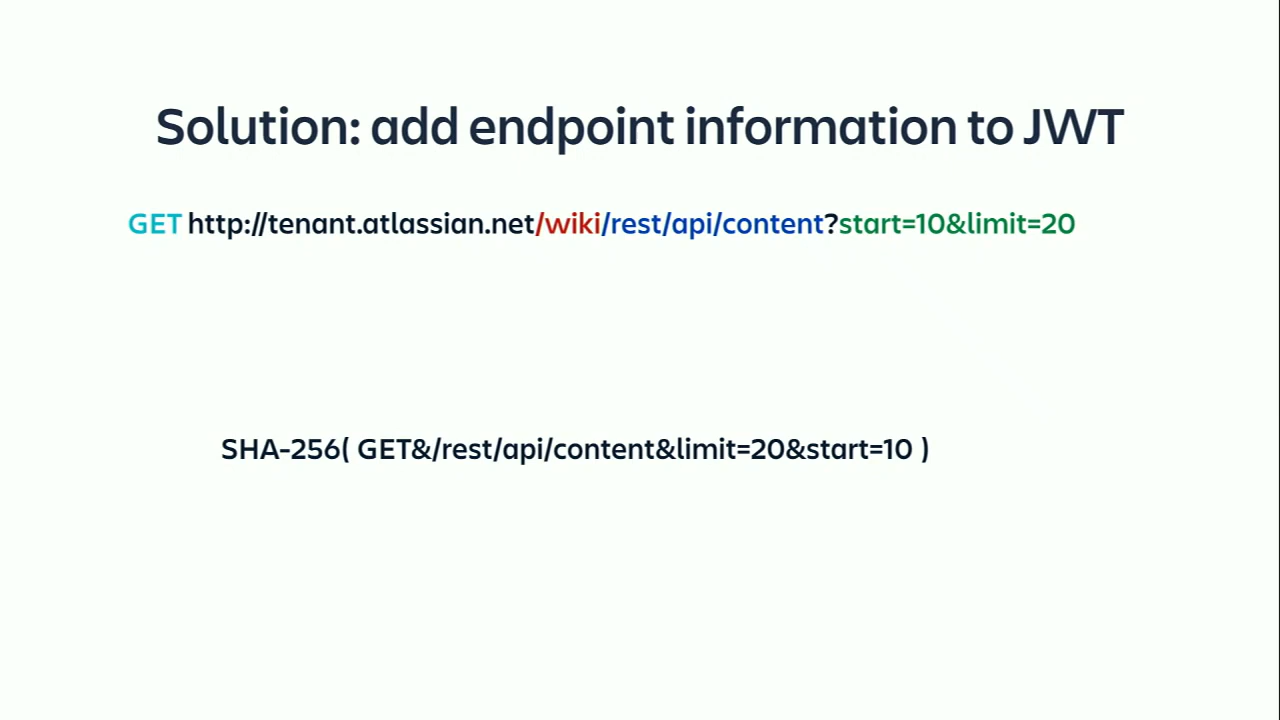 Solution: add endpoint information to JWT
GET http://tenant.atlassian.net/wiki/rest/api/content?start=10&limit=20
SHA-256( GET&/rest/api/content&limit=20&start=10 )